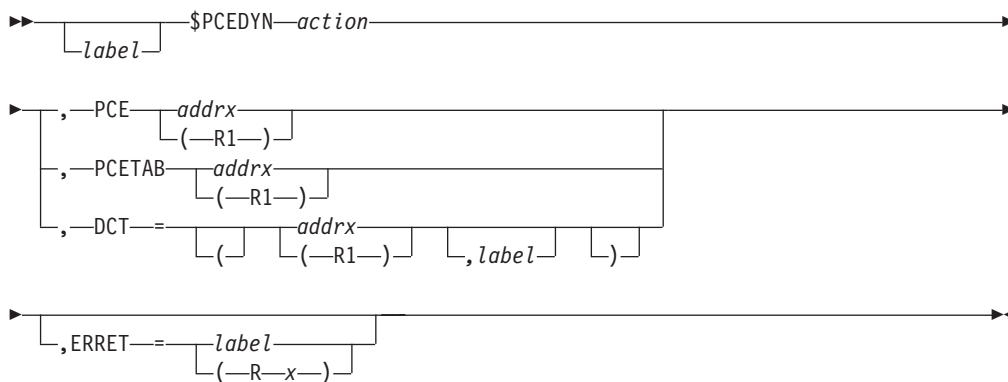 $PCEDYN action
label
, PCE addrx
( R1 )
, PCETAB addrx
( R1 )
, DCT = ( addrx ,label )
( R1 )
,ERRET = label
( R x )